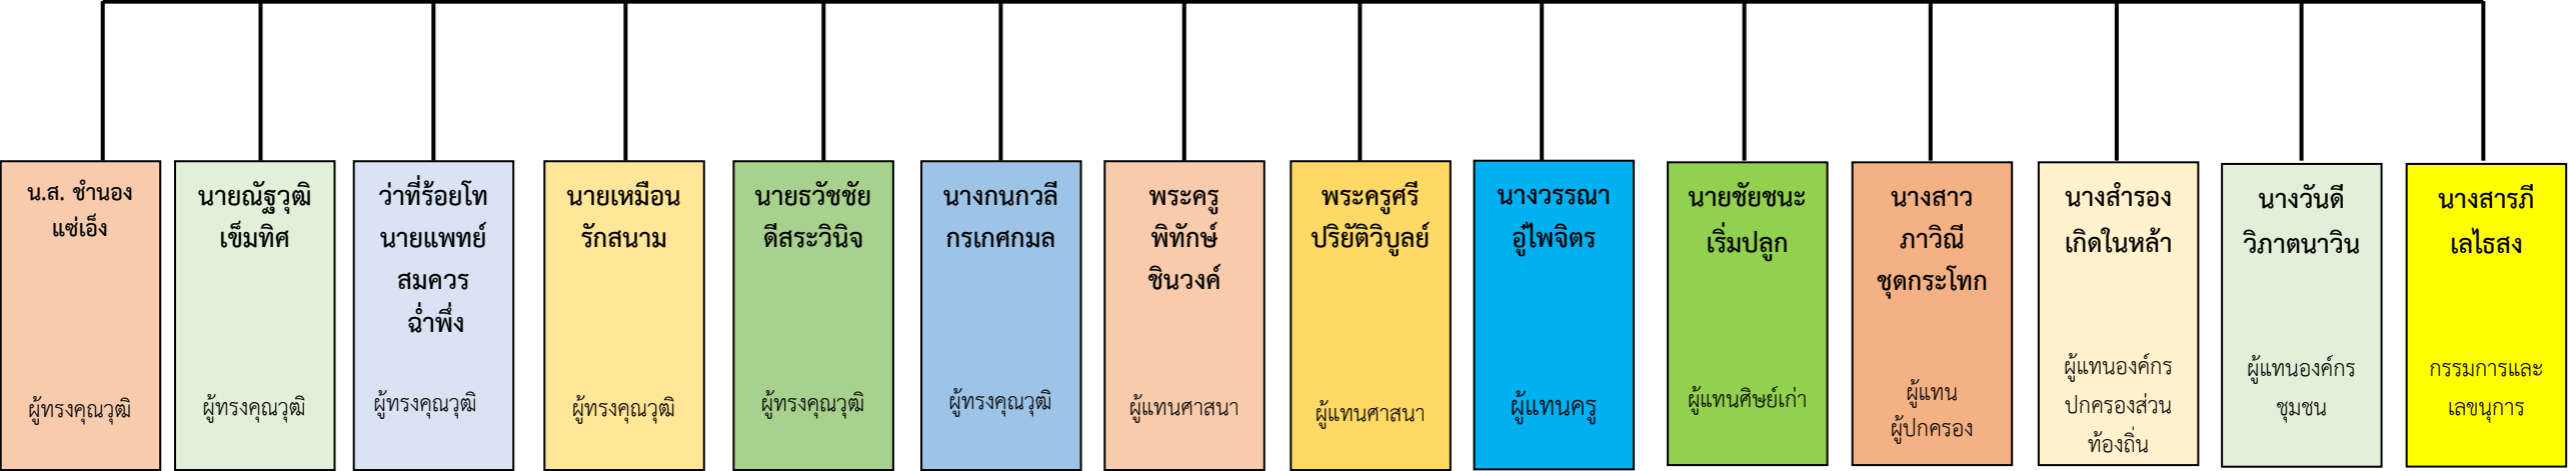 น.ส. ชำนอง
แซ่เอ็ง
ผู้ทรงคุณวุฒิ
นายณัฐวุฒิ
เข็มทิศ
ผู้ทรงคุณวุฒิ
ว่าที่ร้อยโท
นายแพทย์
สมควร
ฉ่ำพึ่ง
ผู้ทรงคุณวุฒิ
นายเหมือน
รักสนาม
ผู้ทรงคุณวุฒิ
นายธวัชชัย
ดีสระวินิจ
ผู้ทรงคุณวุฒิ
นางกนกวลี
กรเกศกมล
ผู้ทรงคุณวุฒิ
พระครู
พิทักษ์
ชินวงค์
ผู้แทนศาสนา
พระครูศรี
ปริยัติวิบูลย์
ผู้แทนศาสนา
นางวรรณา
อู๋ไพจิตร
ผู้แทนครู
นายชัยชนะ
เริ่มปลูก
ผู้แทนศิษย์เก่า
นางสาว
ภาวิณี
ชุดกระโทก
ผู้แทน
ผู้ปกครอง
นางสำรอง
เกิดในหล้า
ผู้แทนองค์กร
ปกครองส่วน
ท้องถิ่น
นางวันดี
วิภาตนาวิน
ผู้แทนองค์กร
ชุมชน
นางสารภี
เลไธสง
กรรมการและ
เลขนุการ